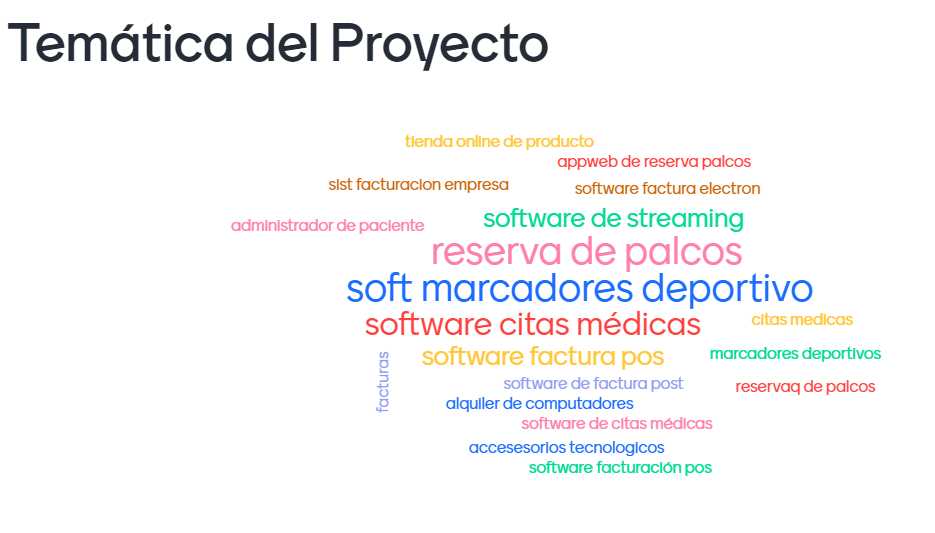 Temática del Proyecto
tienda online de producto
appweb de reserva palcos
sist facturacion empresa
software factura electron
administrador de paciente
software de streaming
reserva de palcos
soft marcadores deportivo
software citas médicas
citas medicas
software factura pos
marcadores deportivos
facturas
software de factura post
reservaq de palcos
alquiler de computadores
software de citas médicas
accesesorios tecnologicos
software facturación pos